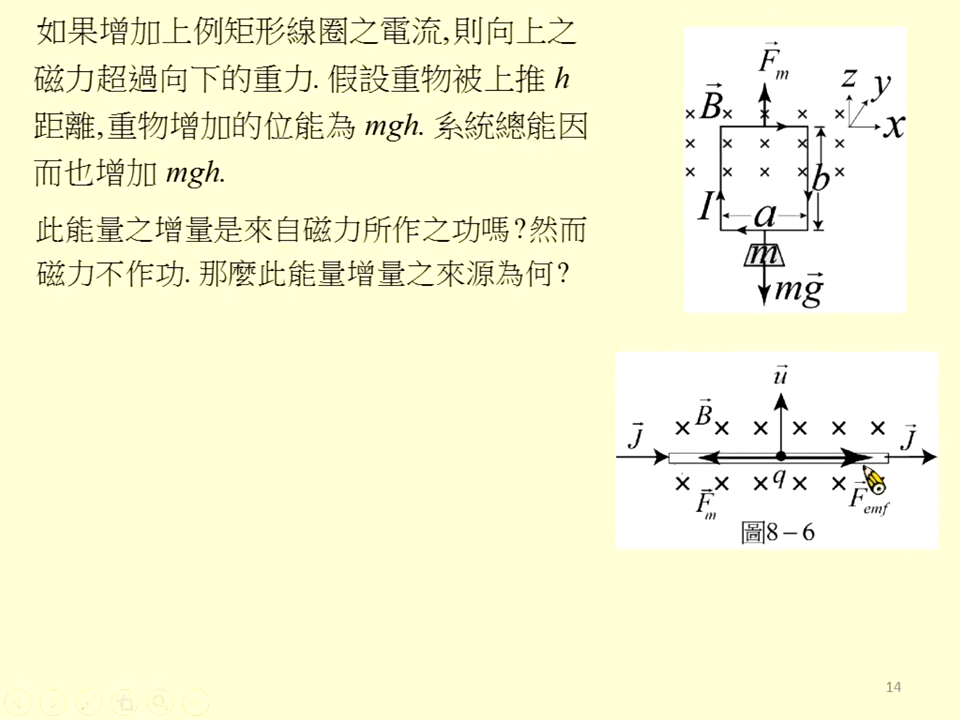 如果增加上例矩形線圈之電流,則向上之
磁力超過向下的重力. 假設重物被上推 h
距離,重物增加的位能為 mgh. 系統總能因
而也增加 mgh.
此能量之增量是來自磁力所作之功嗎?然而
磁力不作功. 那麼此能量增量之來源為何?
F⃗m
B⃗
z y
x
I a b
m
mg⃗
u⃗
J⃗ B⃗ J⃗
q
F⃗m F⃗emf
圖8－6
14